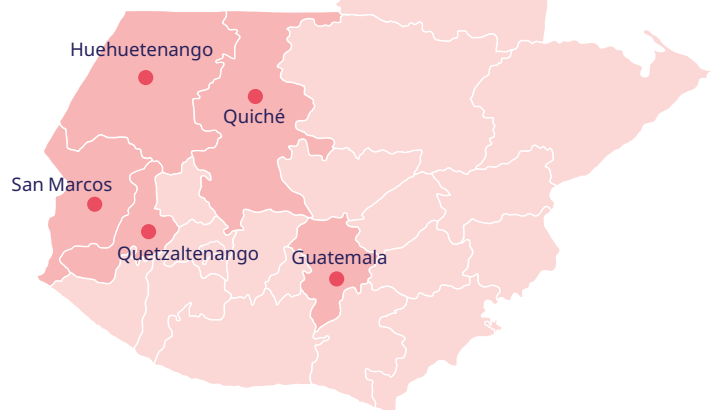 Huehuetenango
Quiché
San Marcos
Quetzaltenango
Guatemala